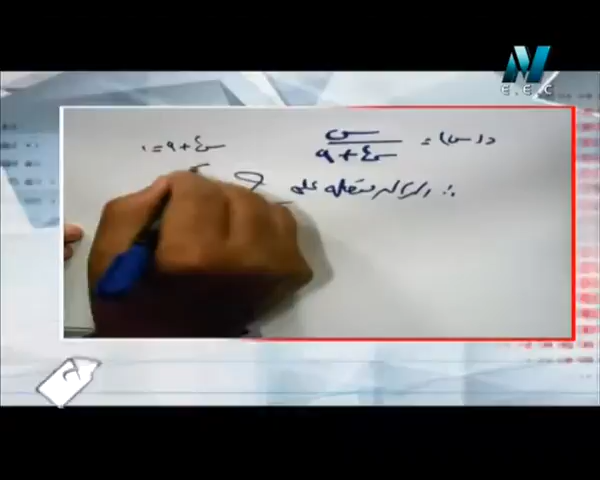 E.E.C
د(س) = س / س٢ + ٩
س٢ + ٩ = ٠
∴ الدالة متصلة على ح